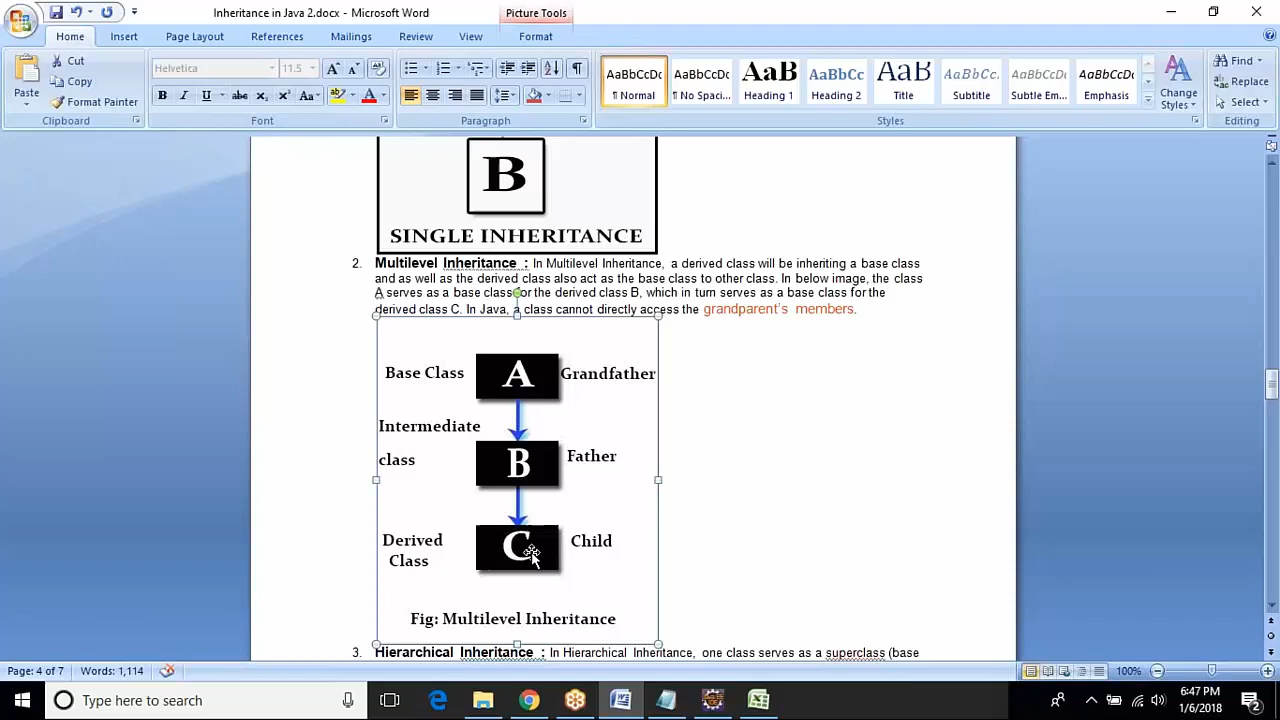 Inheritance in Java 2.docx - Microsoft Word
Picture Tools
Home Insert Page Layout References Mailings Review View Format
Paste
Cut
Copy
Format Painter
Clipboard
Helvetica 11.5
B I U abc X₂ X² Aa ab A
Font
Paragraph
AaBbCcDc AaBbCcDc AaB AaBbCc AaB AaBbCc. AaBbCcDc AaBbCcDc
¶ Normal ¶ No Spaci... Heading 1 Heading 2 Title Subtitle Subtle Em... Emphasis
Change
Styles
Styles
Find
Replace
Select
Editing
B
SINGLE INHERITANCE
2. Multilevel Inheritance : In Multilevel Inheritance, a derived class will be inheriting a base class
and as well as the derived class also act as the base class to other class. In below image, the class
A serves as a base class for the derived class B, which in turn serves as a base class for the
derived class C. In Java, a class cannot directly access the grandparent's members.
Base Class A Grandfather
Intermediate
class B Father
Derived
Class C Child
Fig: Multilevel Inheritance
3. Hierarchical Inheritance : In Hierarchical Inheritance, one class serves as a superclass (base
Page: 4 of 7 Words: 1,114 100%
Type here to search
6:47 PM
1/6/2018
2